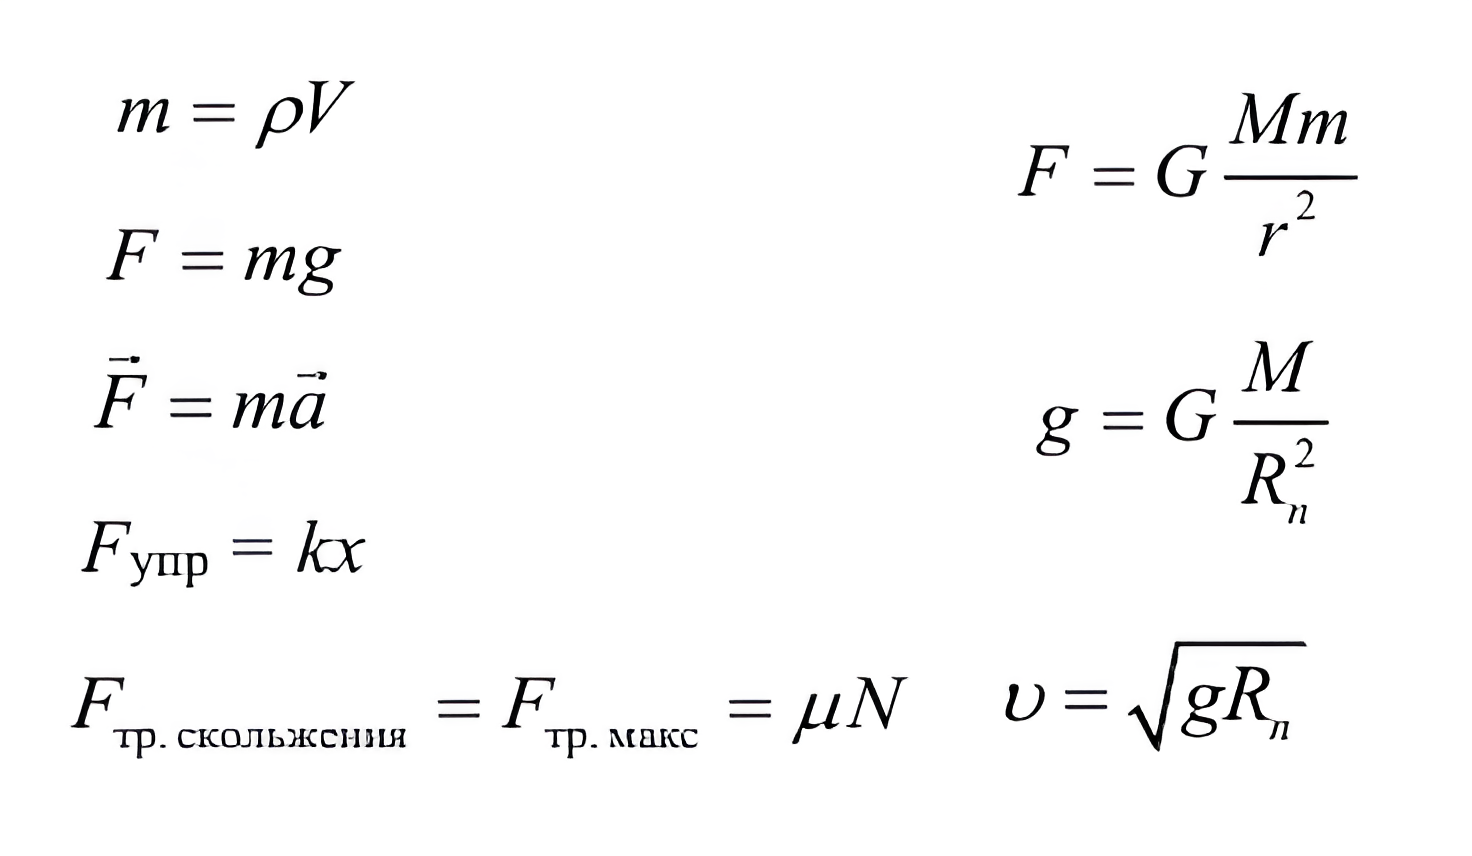 m = ρV
F = mg
F⃗ = ma⃗
Fупр = kx
Fтр. скольжения = Fтр. макс = μN
F = G Mm / r²
g = G M / Rₙ²
υ = √(gRₙ)